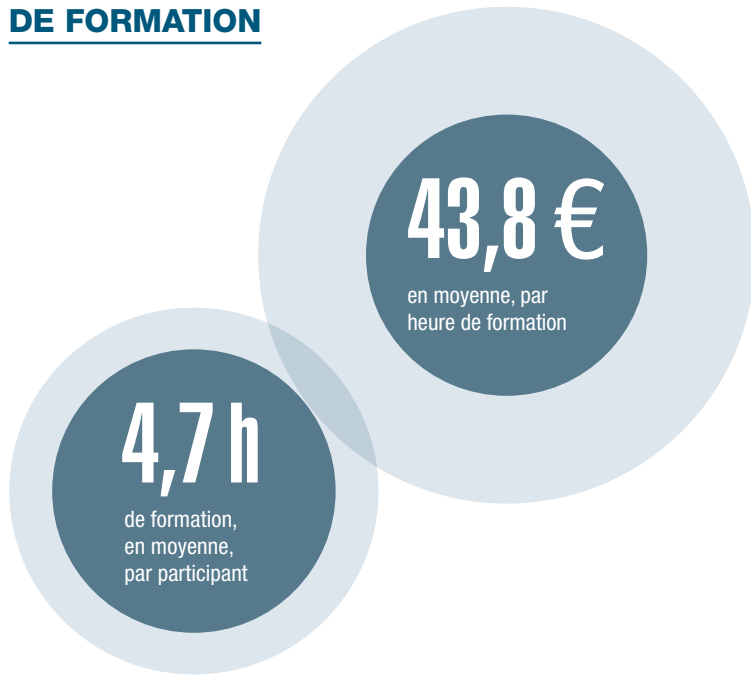 DE FORMATION
43,8 €
en moyenne, par
heure de formation
4,7 h
de formation,
en moyenne,
par participant